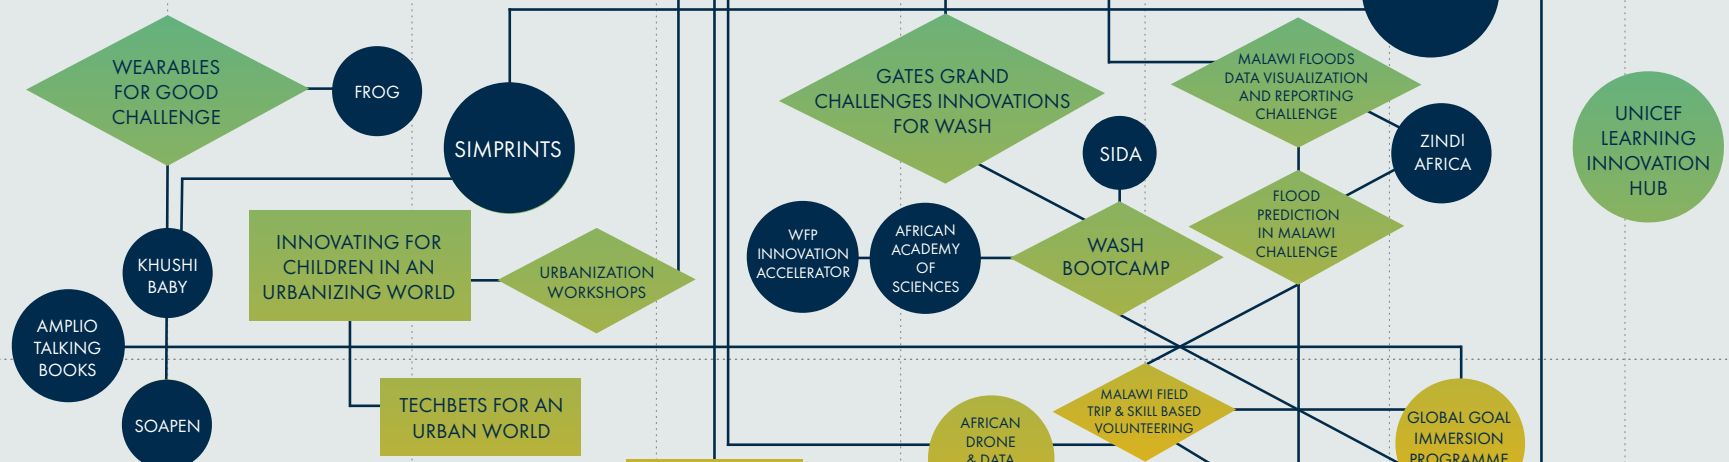 WEARABLES
FOR GOOD
CHALLENGE
FROG
SIMPRINTS
GATES GRAND
CHALLENGES INNOVATIONS
FOR WASH
MALAWI FLOODS
DATA VISUALIZATION
AND REPORTING
CHALLENGE
SIDA
ZINDI
AFRICA
UNICEF
LEARNING
INNOVATION
HUB
KHUSHI
BABY
INNOVATING FOR
CHILDREN IN AN
URBANIZING WORLD
URBANIZATION
WORKSHOPS
WFP
INNOVATION
ACCELERATOR
AFRICAN
ACADEMY
OF
SCIENCES
WASH
BOOTCAMP
FLOOD
PREDICTION
IN MALAWI
CHALLENGE
AMPLIO
TALKING
BOOKS
SOAPEN
TECHBETS FOR AN
URBAN WORLD
AFRICAN
DRONE
& DATA
MALAWI FIELD
TRIP & SKILL BASED
VOLUNTEERING
GLOBAL GOAL
IMMERSION
PROGRAMME